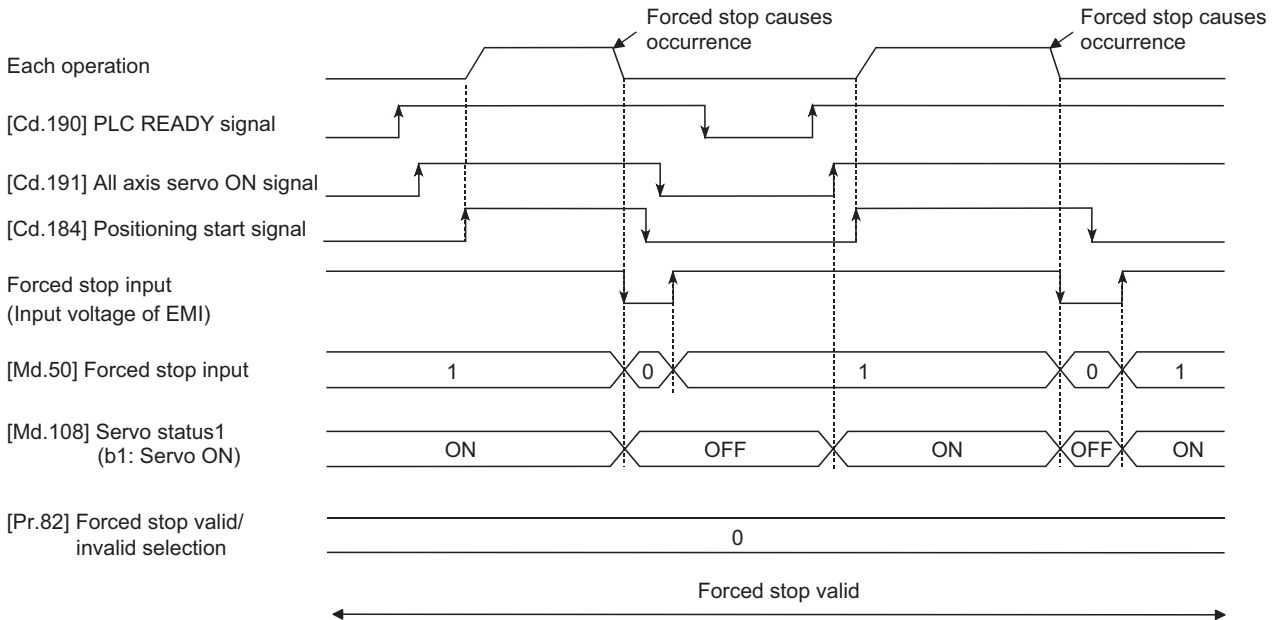 Forced stop causes
occurrence
Forced stop causes
occurrence
Each operation
[Cd.190] PLC READY signal
[Cd.191] All axis servo ON signal
[Cd.184] Positioning start signal
Forced stop input
(Input voltage of EMI)
[Md.50] Forced stop input
1 0 1 0 1
[Md.108] Servo status1
(b1: Servo ON)
ON OFF ON OFF ON
[Pr.82] Forced stop valid/
invalid selection
0
Forced stop valid